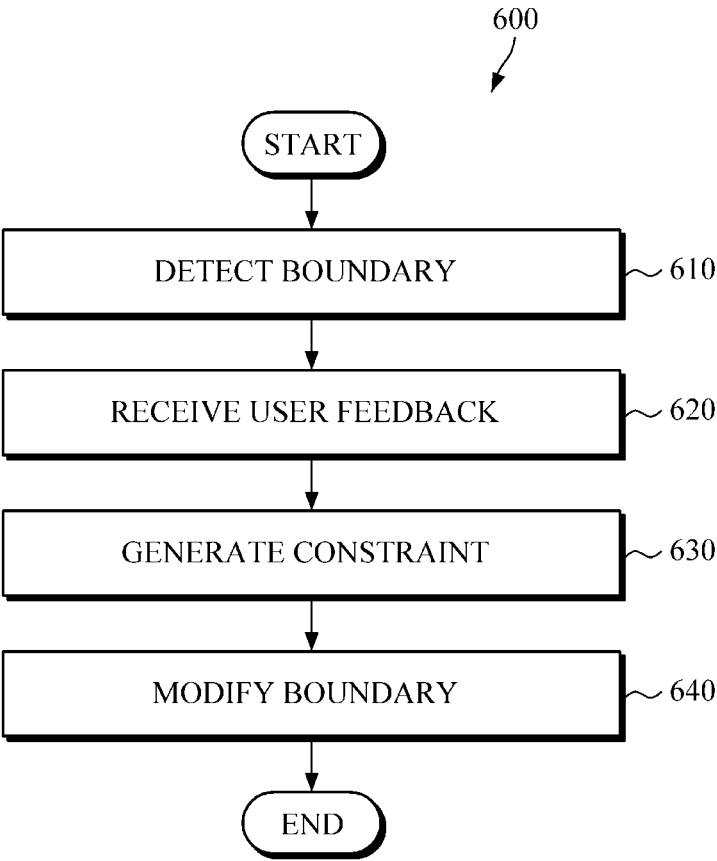 600
START
DETECT BOUNDARY
610
RECEIVE USER FEEDBACK
620
GENERATE CONSTRAINT
630
MODIFY BOUNDARY
640
END